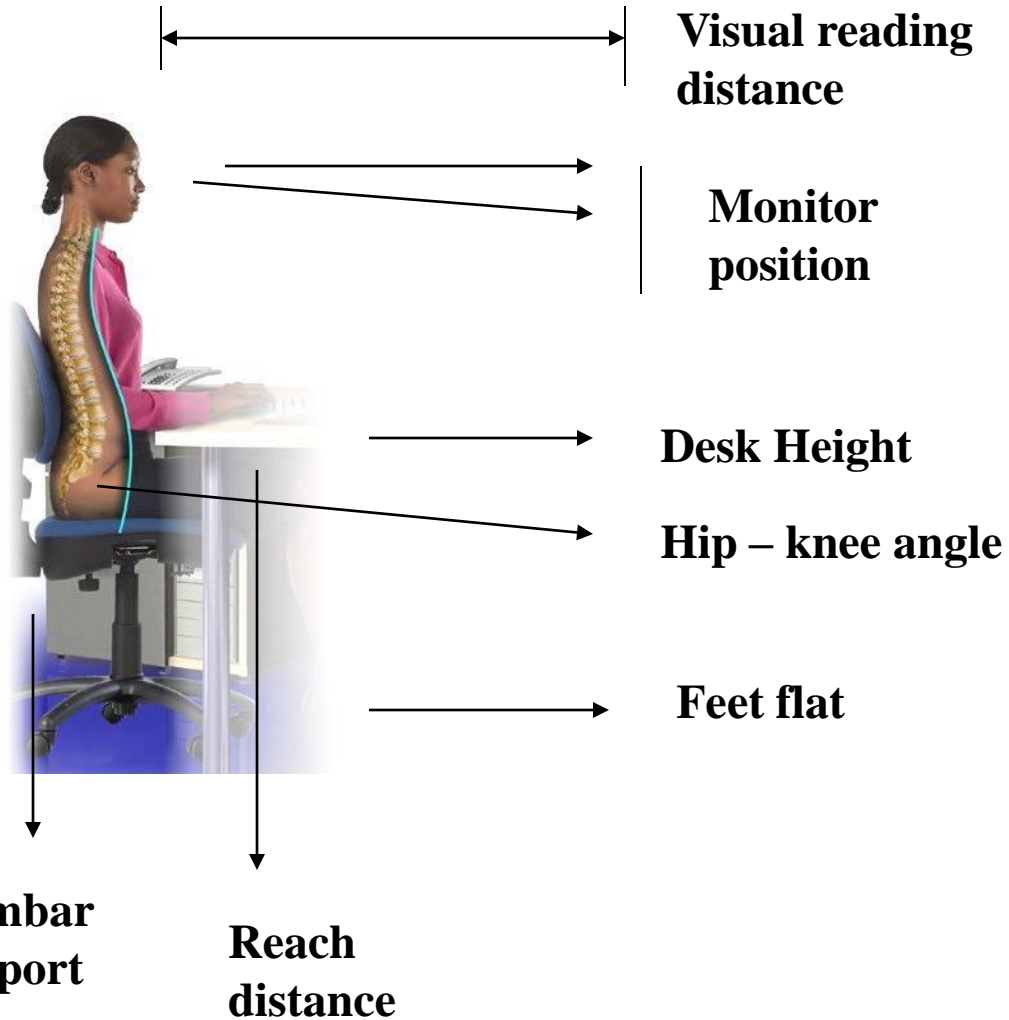 Visual reading
distance
Monitor
position
Desk Height
Hip – knee angle
Feet flat
mbar
port
Reach
distance